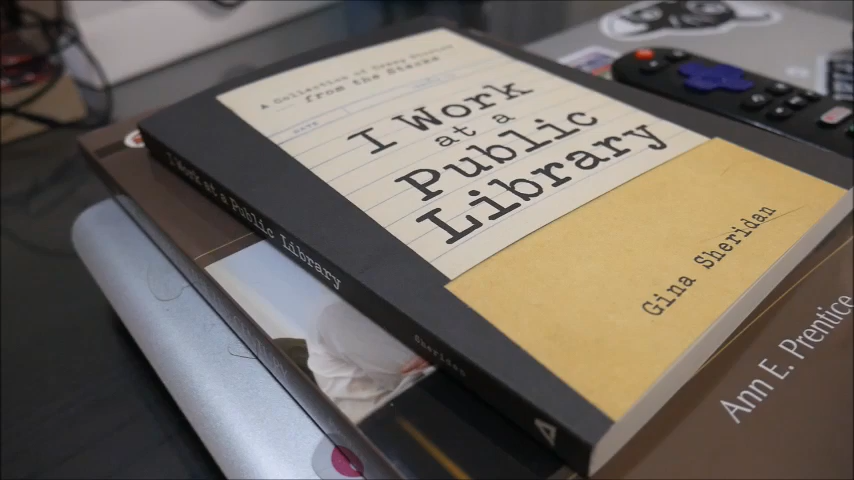 A Collection of Crazy Stories
from the Stacks
DATE
I Work
at a
Public
Library
Gina Sheridan
I Work at a Public Library
Sheridan
Ann E. Prentice